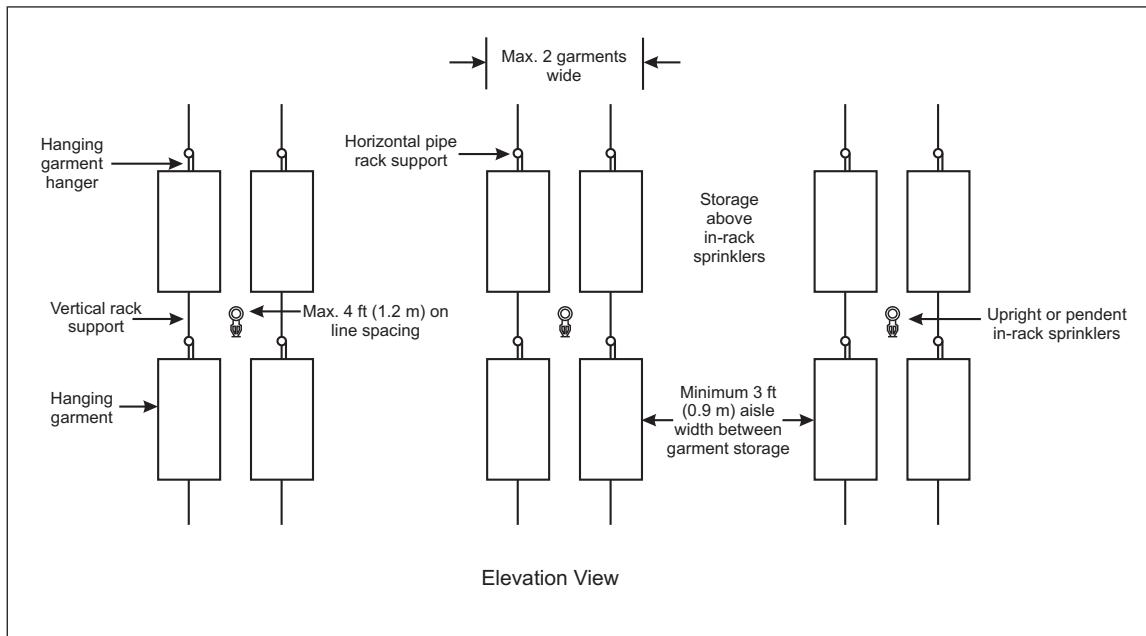 Max. 2 garments
wide
Hanging
garment
hanger
Horizontal pipe
rack support
Storage
above
in-rack
sprinklers
Vertical rack
support
Max. 4 ft (1.2 m) on
line spacing
Upright or pendent
in-rack sprinklers
Hanging
garment
Minimum 3 ft
(0.9 m) aisle
width between
garment storage
Elevation View